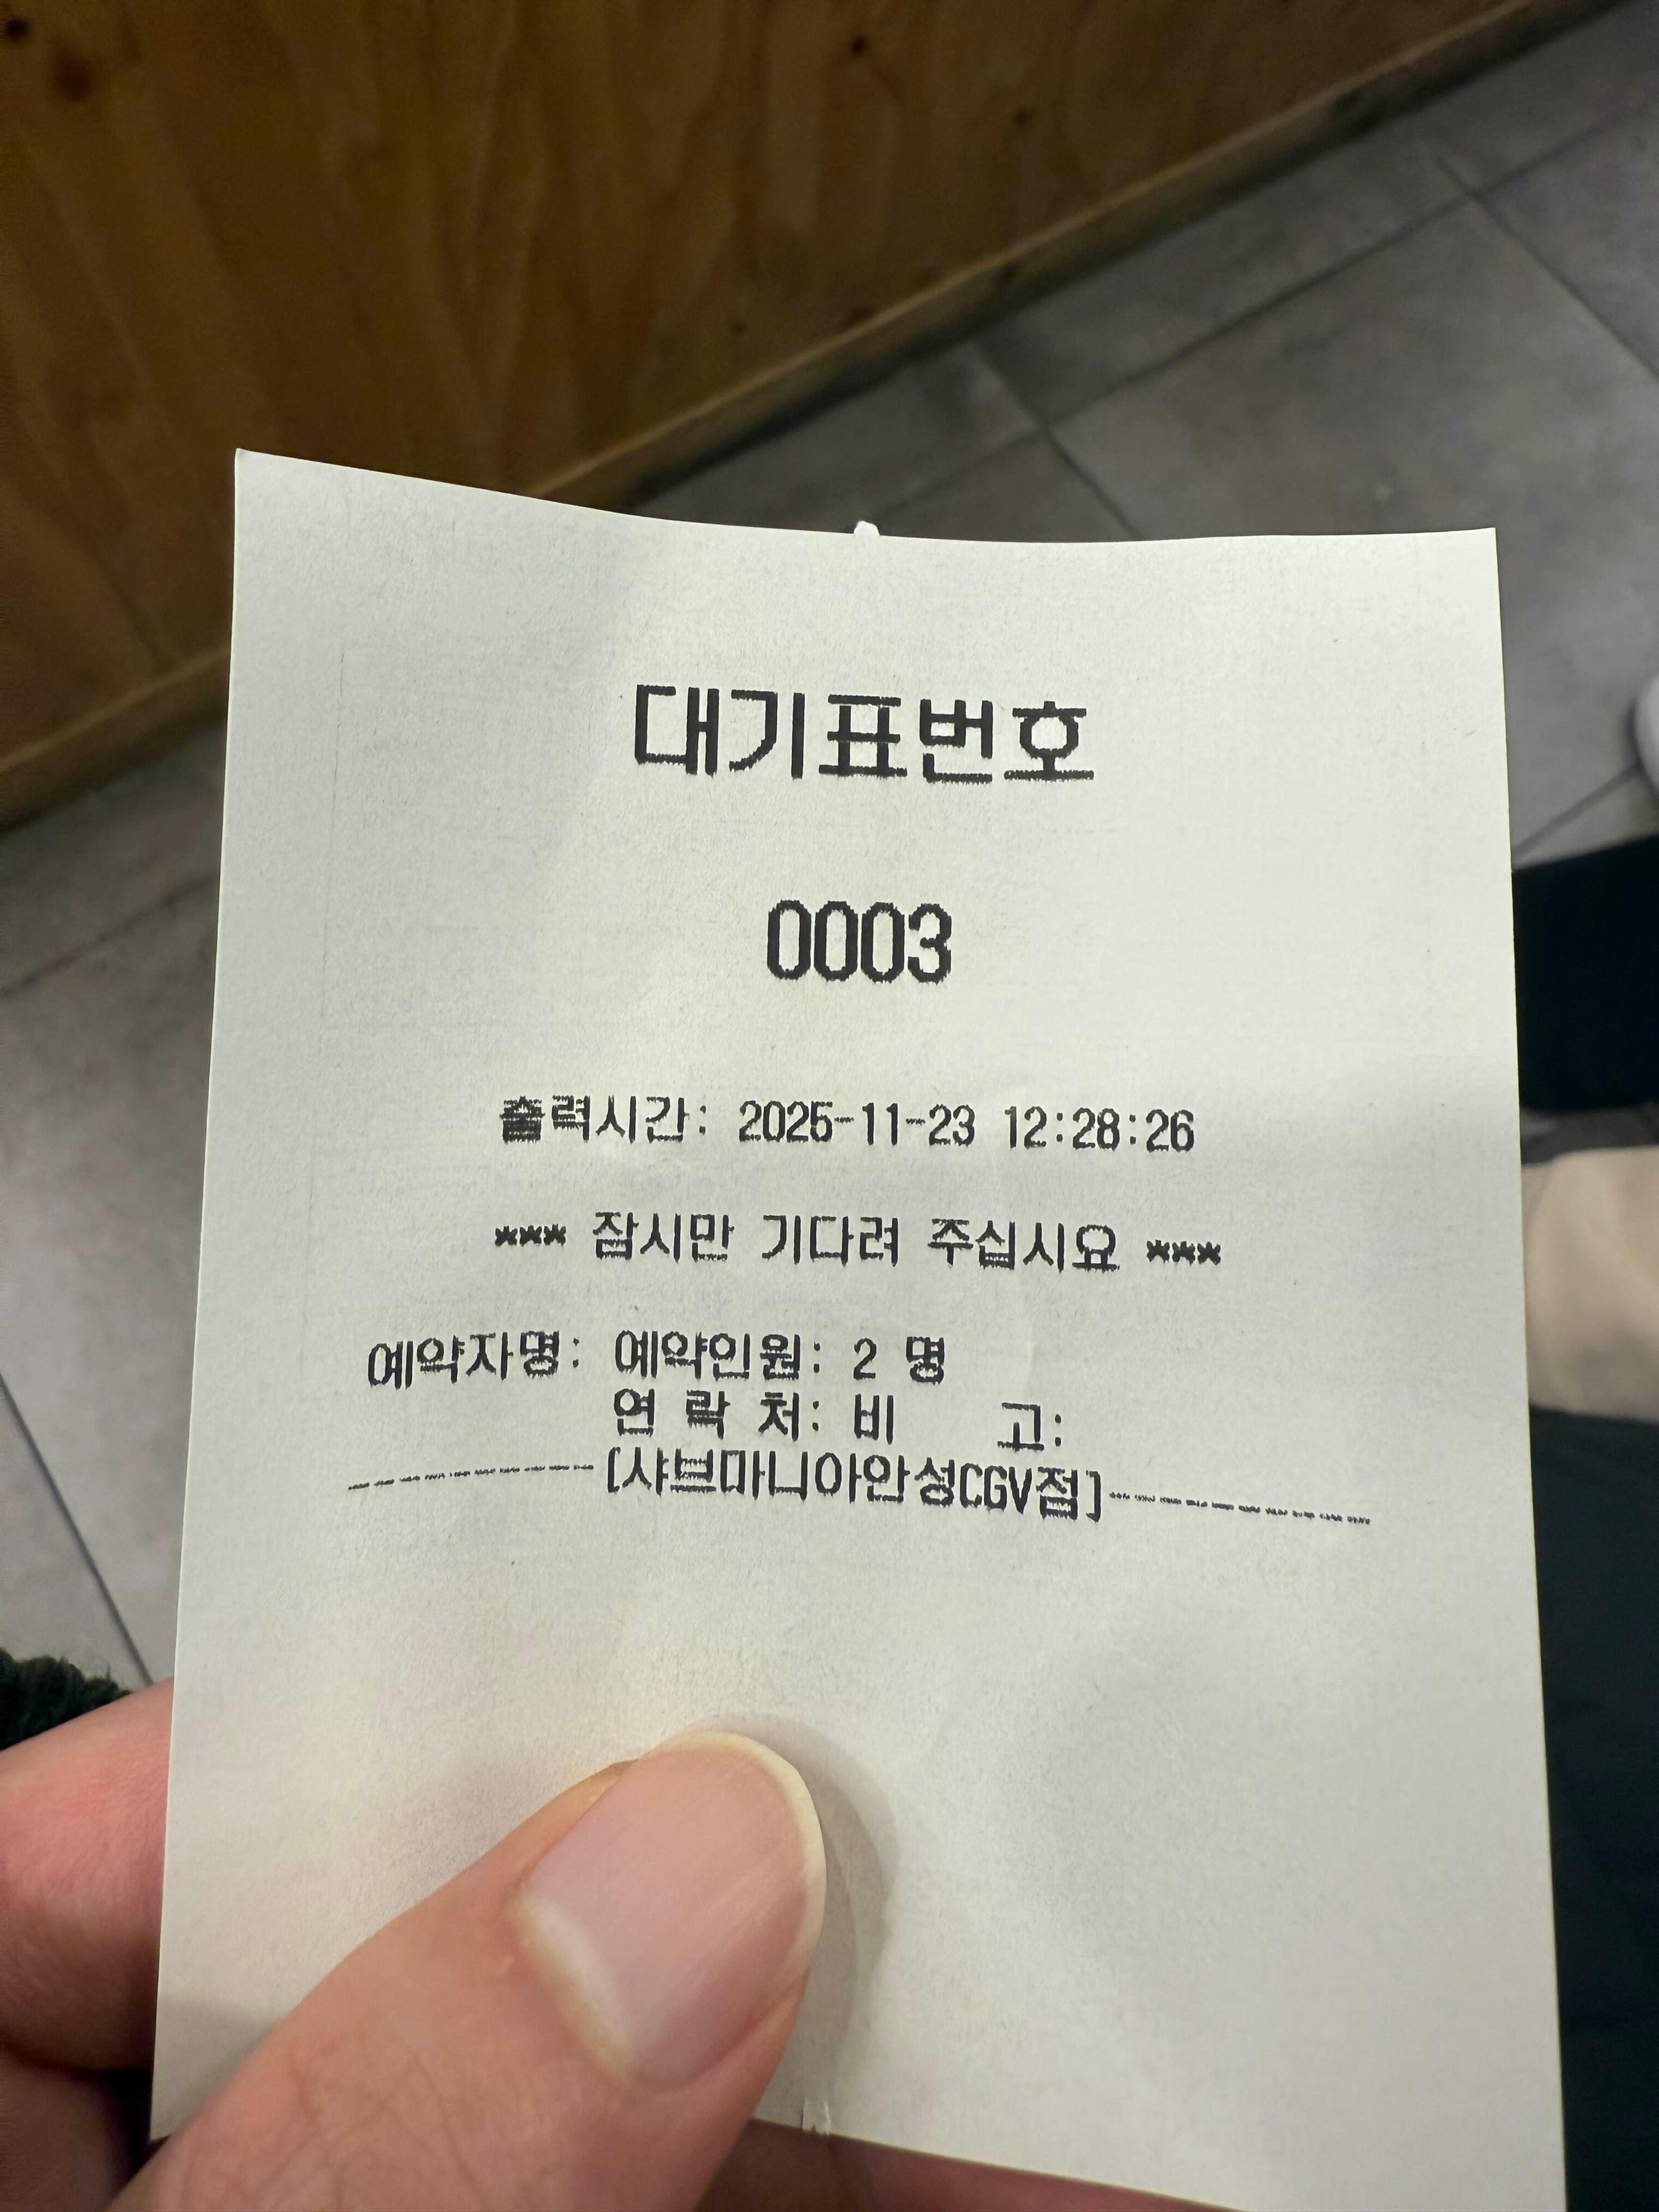 대기표번호
0003
출력시간: 2025-11-23 12:28:26
*** 잠시만 기다려 주십시요 ***
예약자명: 예약인원: 2 명
연 락 처: 비 고:
------------[샤브마니아안성CGV점]------------